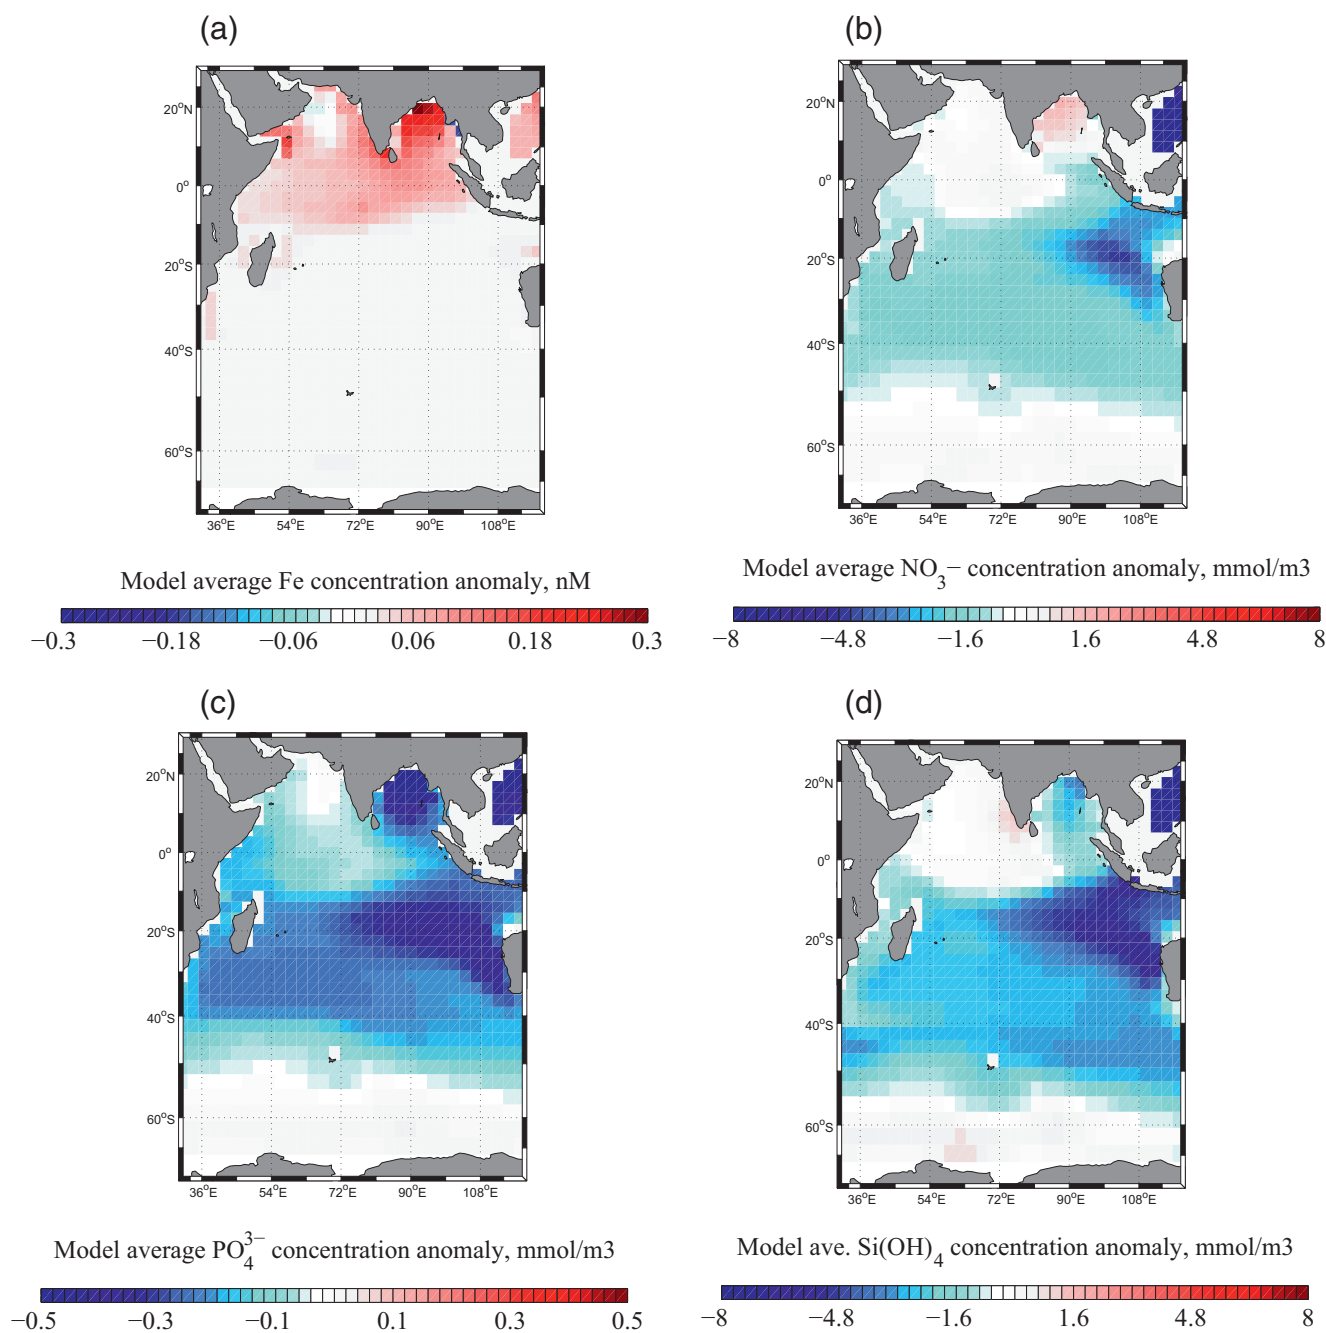 (a)
20°N
0°
20°S
40°S
60°S
36°E 54°E 72°E 90°E 108°E
Model average Fe concentration anomaly, nM
−0.3 −0.18 −0.06 0.06 0.18 0.3
(b)
20°N
0°
20°S
40°S
60°S
36°E 54°E 72°E 90°E 108°E
Model average NO₃− concentration anomaly, mmol/m3
−8 −4.8 −1.6 1.6 4.8 8
(c)
20°N
0°
20°S
40°S
60°S
36°E 54°E 72°E 90°E 108°E
Model average PO₄³⁻ concentration anomaly, mmol/m3
−0.5 −0.3 −0.1 0.1 0.3 0.5
(d)
20°N
0°
20°S
40°S
60°S
36°E 54°E 72°E 90°E 108°E
Model ave. Si(OH)₄ concentration anomaly, mmol/m3
−8 −4.8 −1.6 1.6 4.8 8